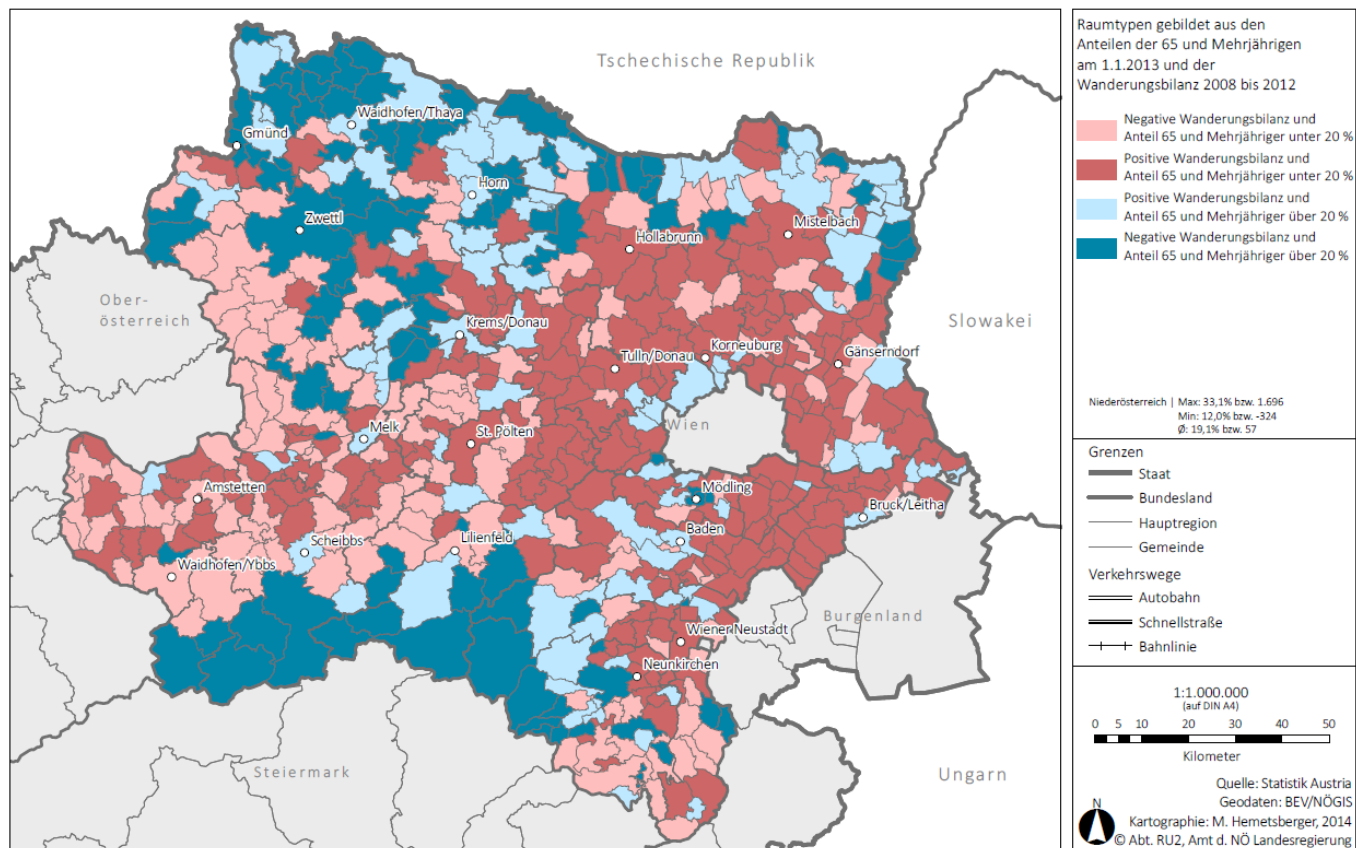 Tschechische Republik
Waidhofen/Thaya
Gmünd
Horn
Zwettl
Mistelbach
Hollabrunn
Ober-
österreich
Slowakei
Krems/Donau
Korneuburg
Tulln/Donau
Gänserndorf
Wien
Melk
St. Pölten
Amstetten
Mödling
Bruck/Leitha
Baden
Lilienfeld
Scheibbs
Waidhofen/Ybbs
Burgenland
Wiener Neustadt
Neunkirchen
Steiermark
Ungarn
Raumtypen gebildet aus den
Anteilen der 65 und Mehrjährigen
am 1.1.2013 und der
Wanderungsbilanz 2008 bis 2012
Negative Wanderungsbilanz und
Anteil 65 und Mehrjähriger unter 20 %
Positive Wanderungsbilanz und
Anteil 65 und Mehrjähriger unter 20 %
Positive Wanderungsbilanz und
Anteil 65 und Mehrjähriger über 20 %
Negative Wanderungsbilanz und
Anteil 65 und Mehrjähriger über 20 %
Niederösterreich | Max: 33,1% bzw. 1.696
Min: 12,0% bzw. -324
Ø: 19,1% bzw. 57
Grenzen
Staat
Bundesland
Hauptregion
Gemeinde
Verkehrswege
Autobahn
Schnellstraße
Bahnlinie
1:1.000.000
(auf DIN A4)
0 5 10 20 30 40 50
Kilometer
N
Quelle: Statistik Austria
Geodaten: BEV/NÖGIS
Kartographie: M. Hemetsberger, 2014
© Abt. RU2, Amt d. NÖ Landesregierung